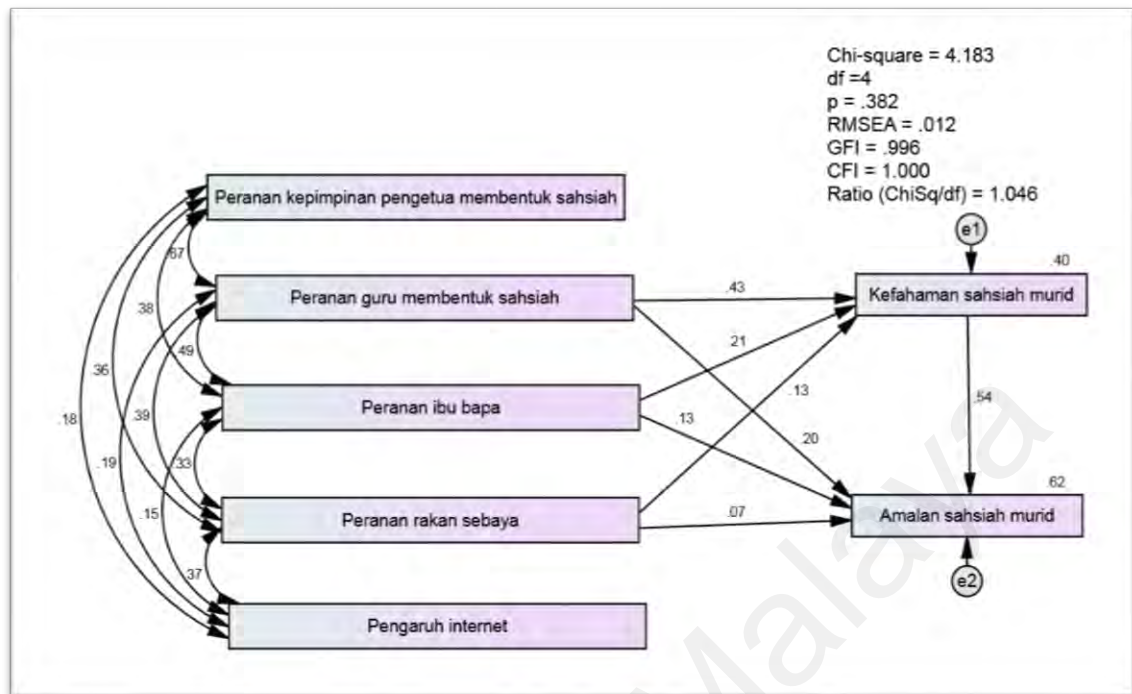 Chi-square = 4.183
df =4
p = .382
RMSEA = .012
GFI = .996
CFI = 1.000
Ratio (ChiSq/df) = 1.046
Peranan kepimpinan pengetua membentuk sahsiah
e1
.67
.40
Peranan guru membentuk sahsiah
.43
Kefahaman sahsiah murid
.38
.49
.21
.36
.13
.54
Peranan ibu bapa
.18
.39
.13
.20
.19
.33
.62
.15
Peranan rakan sebaya
.07
Amalan sahsiah murid
.37
e2
Pengaruh internet
Malaya